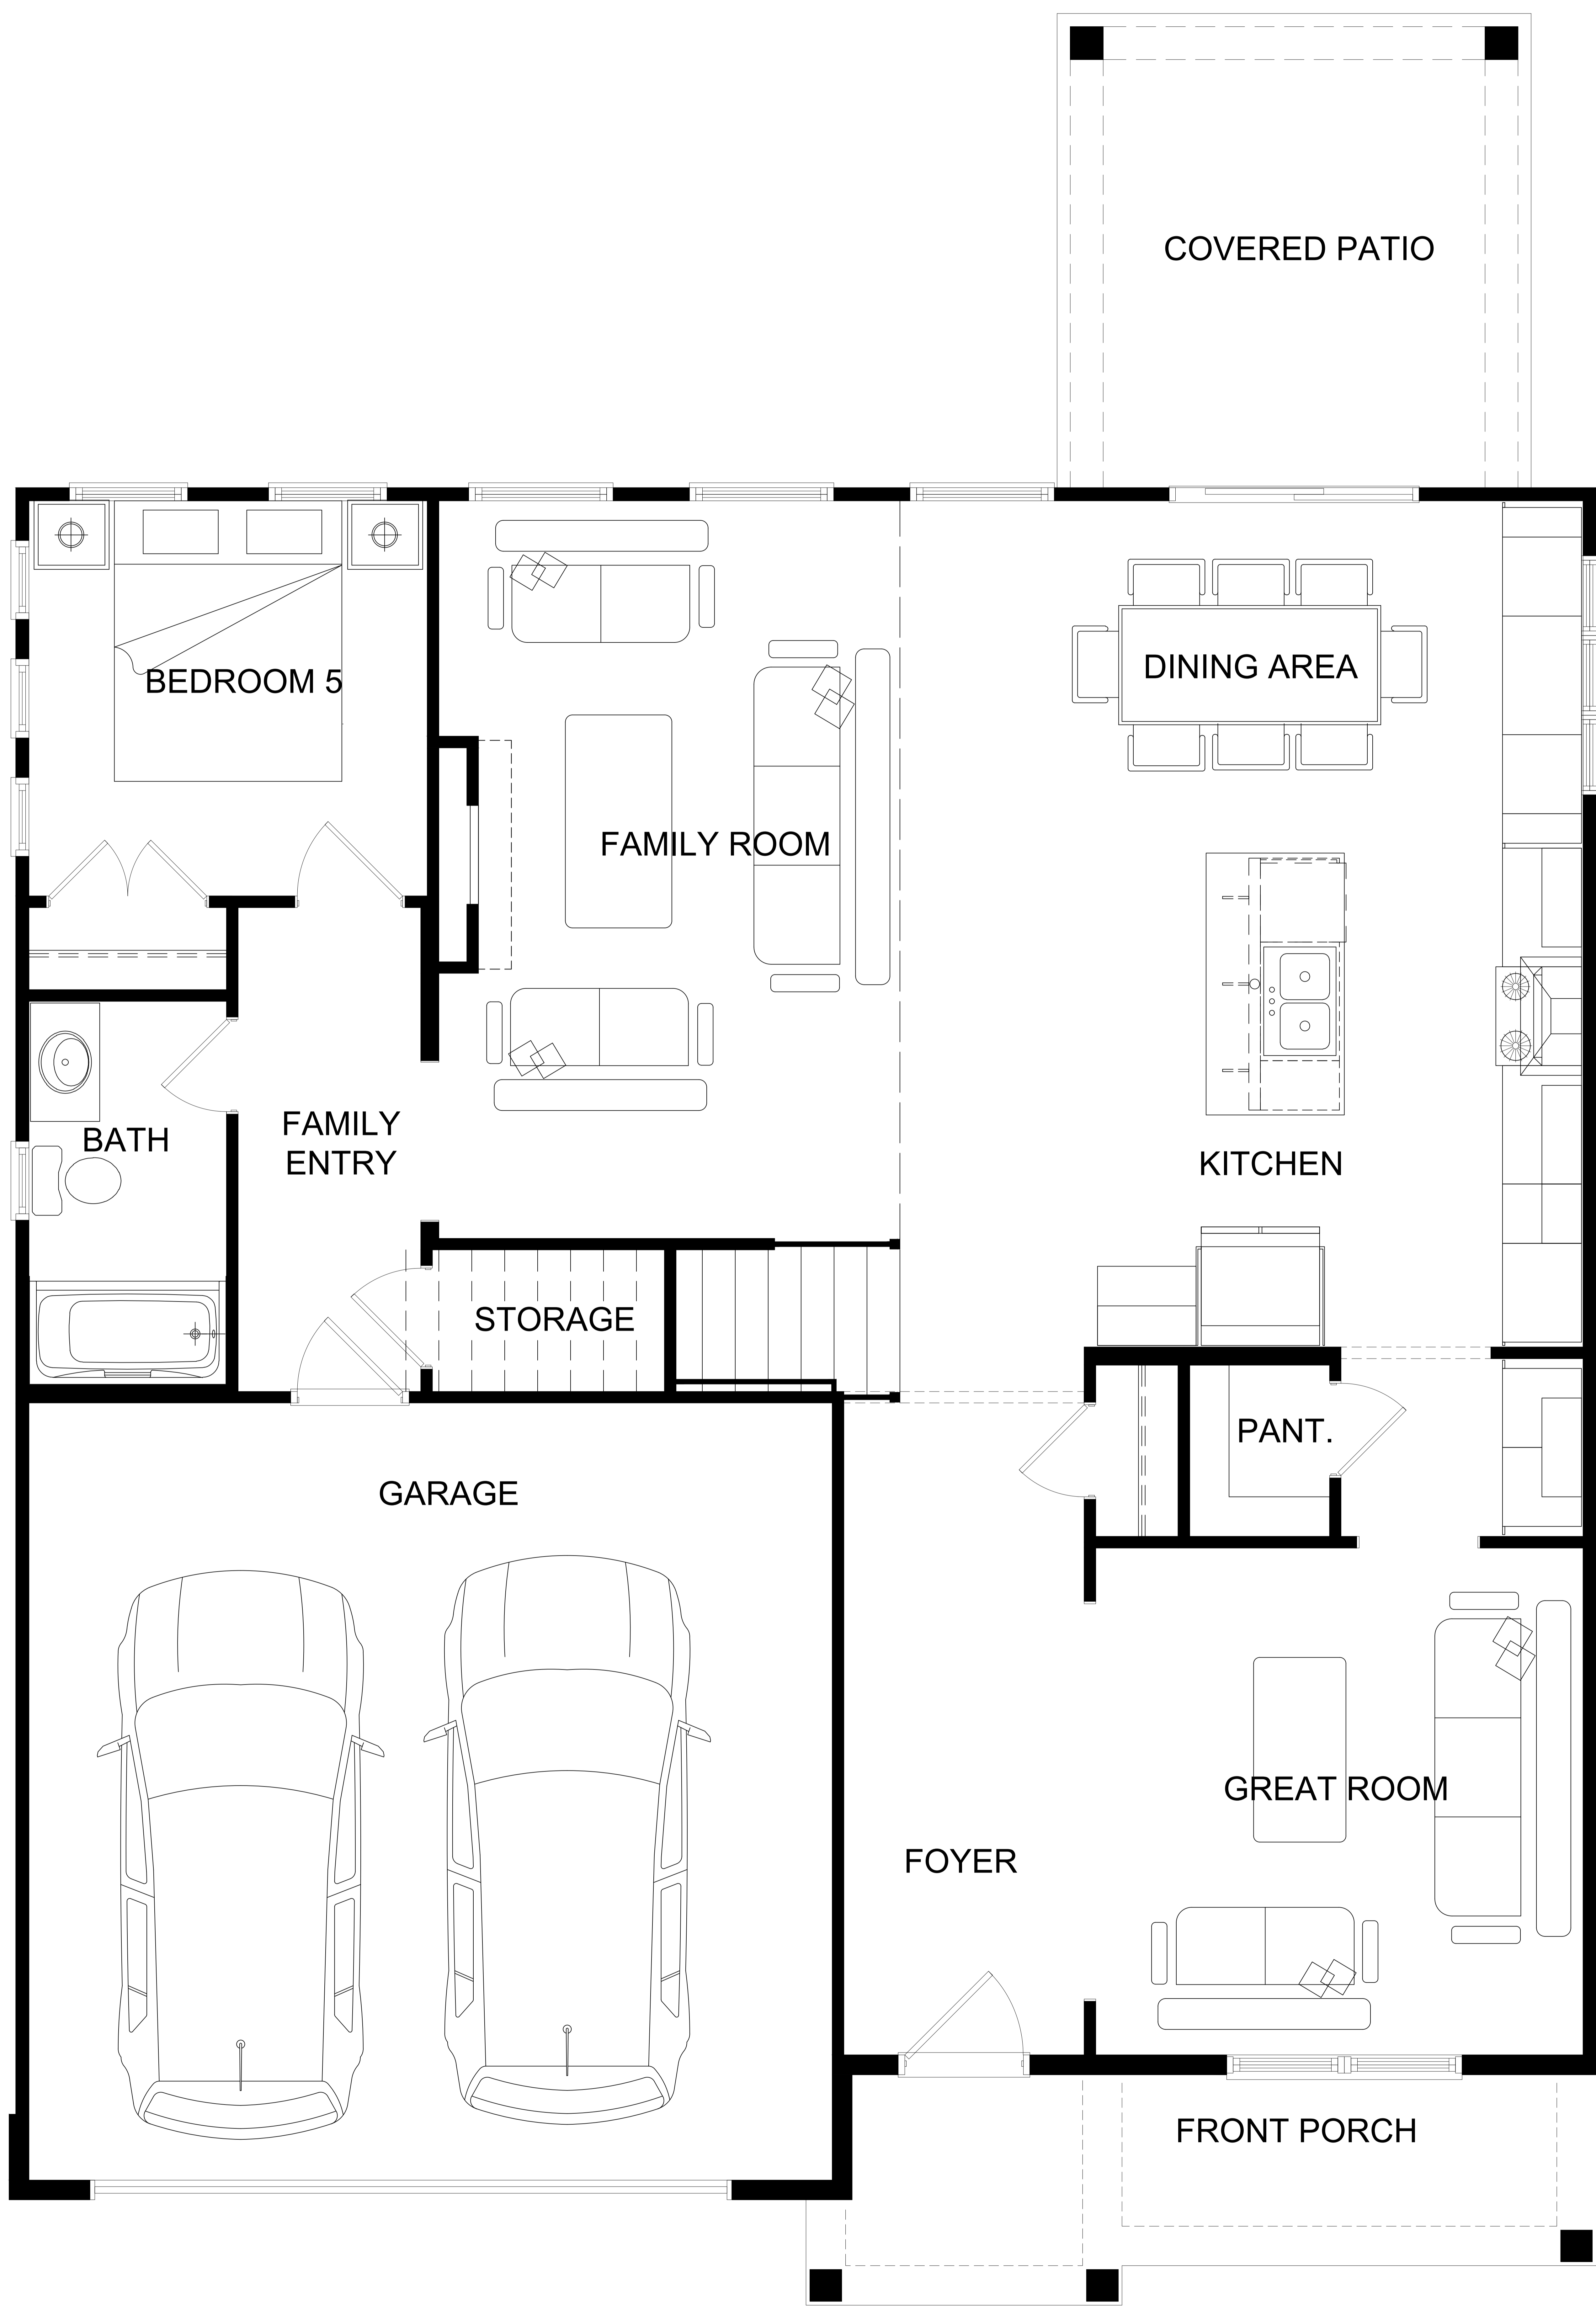 COVERED PATIO
DINING AREA
BEDROOM 5
FAMILY ROOM
FAMILY
ENTRY
BATH
KITCHEN
STORAGE
PANT.
GARAGE
GREAT ROOM
FOYER
FRONT PORCH